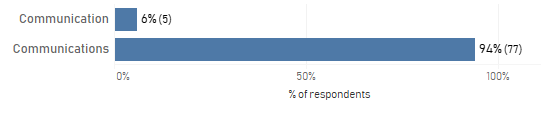 Communication 6% (5)
Communications 94% (77)
0% 50% 100%
% of respondents